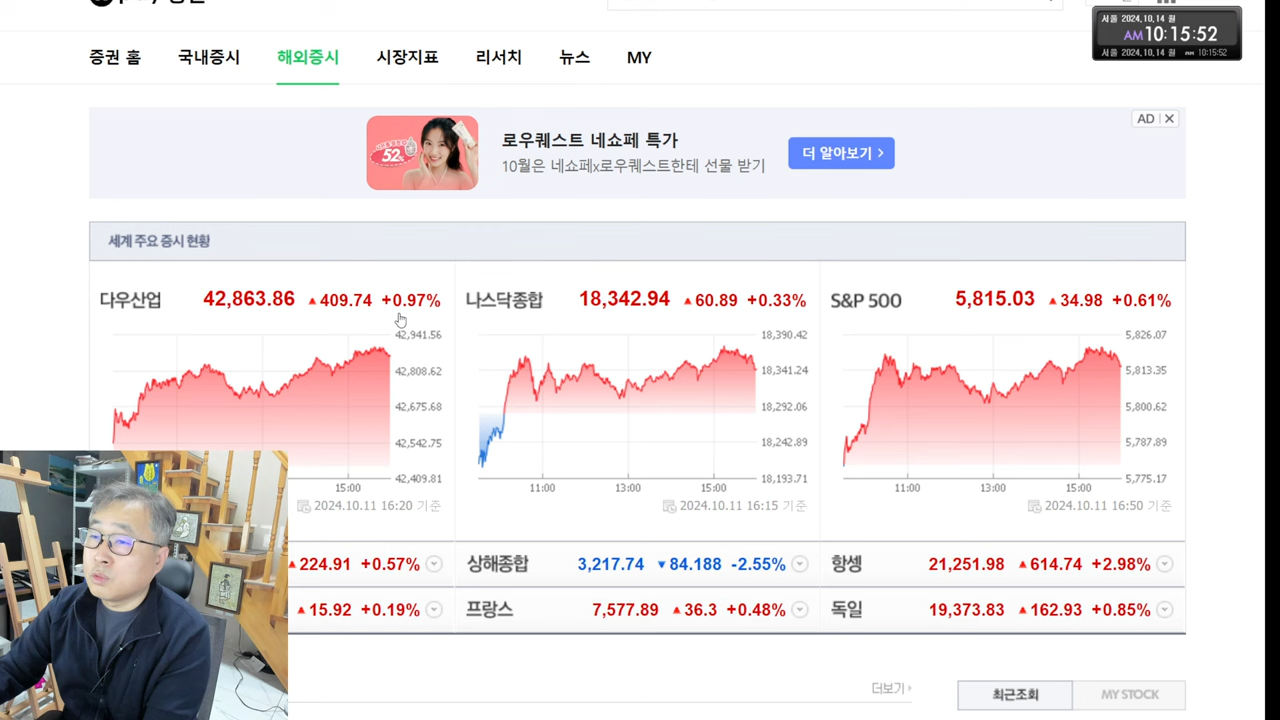 서울 2024.10.14 월
AM 10:15:52
서울 2024.10.14 월 AM 10:15:52
증권 홈 국내증시 해외증시 시장지표 리서치 뉴스 MY
AD
52%
로우퀘스트 네쇼페 특가
10월은 네쇼페x로우퀘스트한테 선물 받기
더 알아보기 >
세계 주요 증시 현황
다우산업 42,863.86 ▲409.74 +0.97%
42,941.56
42,808.62
42,675.68
42,542.75
42,409.81
15:00
2024.10.11 16:20 기준
나스닥종합 18,342.94 ▲60.89 +0.33%
18,390.42
18,341.24
18,292.06
18,242.89
18,193.71
11:00 13:00 15:00
2024.10.11 16:15 기준
S&P 500 5,815.03 ▲34.98 +0.61%
5,826.07
5,813.35
5,800.62
5,787.89
5,775.17
11:00 13:00 15:00
2024.10.11 16:50 기준
▲224.91 +0.57% 상해종합 3,217.74 ▼84.188 -2.55% 항셍 21,251.98 ▲614.74 +2.98%
▲15.92 +0.19% 프랑스 7,577.89 ▲36.3 +0.48% 독일 19,373.83 ▲162.93 +0.85%
더보기
최근조회 MY STOCK